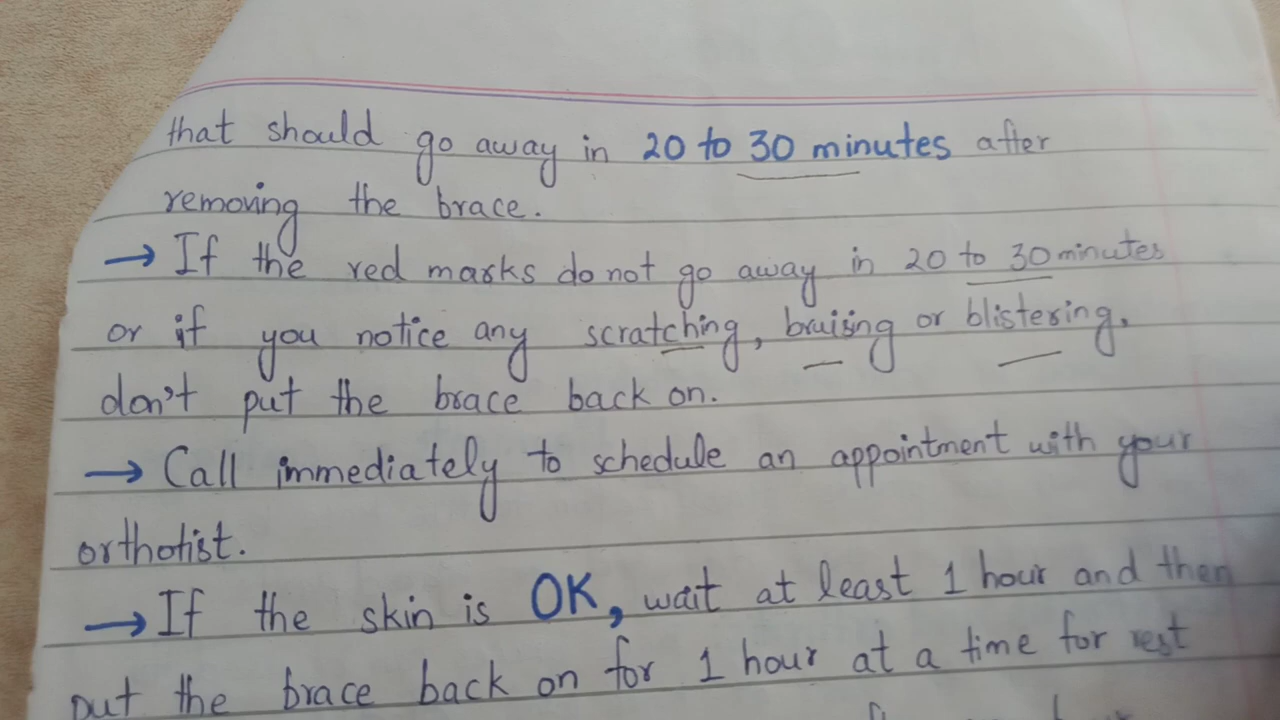 that should go away in 20 to 30 minutes after
removing the brace.
→ If the red marks do not go away in 20 to 30 minutes
or if you notice any scratching, bruising or blistering,
don't put the brace back on.
→ Call immediately to schedule an appointment with your
orthotist.
→ If the skin is OK, wait at least 1 hour and then
put the brace back on for 1 hour at a time for rest